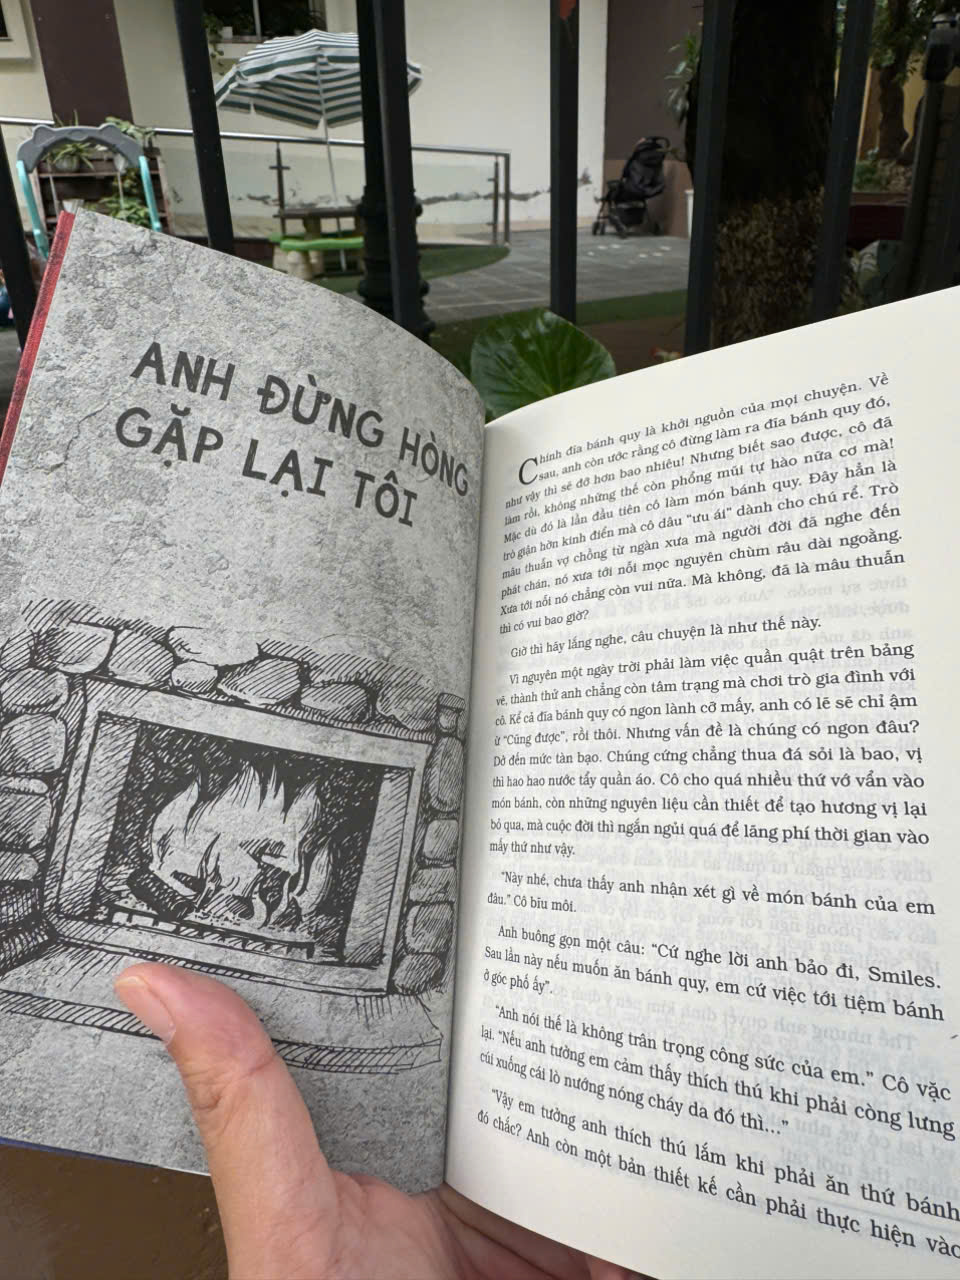 ANH ĐỪNG HÒNG
GẶP LẠI TÔI
Chính đĩa bánh quy là khởi nguồn của mọi chuyện. Về
sau, anh còn ước rằng cô đừng làm ra đĩa bánh quy đó,
như vậy thì sẽ đỡ hơn bao nhiêu! Nhưng biết sao được, cô đã
làm rồi, không những thế còn phổng mũi tự hào nữa cơ mà!
Mặc dù đó là lần đầu tiên cô làm món bánh quy. Đây hẳn là
trò giận hờn kinh điển mà cô dâu “ưu ái” dành cho chú rể. Trò
mâu thuẫn vợ chồng từ ngàn xưa mà người đời đã nghe đến
phát chán, nó xưa tới nỗi mọc nguyên chùm râu dài ngoằng.
Xưa tới nỗi nó chẳng còn vui nữa. Mà không, đã là mâu thuẫn
thì có vui bao giờ?
Giờ thì hãy lắng nghe, câu chuyện là như thế này.
Vì nguyên một ngày trời phải làm việc quần quật trên bảng
vẽ, thành thử anh chẳng còn tâm trạng mà chơi trò gia đình với
cô. Kể cả đĩa bánh quy có ngon lành cỡ mấy, anh có lẽ sẽ chỉ ậm
ừ “Cũng được”, rồi thôi. Nhưng vấn đề là chúng có ngon đâu?
Dở đến mức tàn bạo. Chúng cứng chẳng thua đá sỏi là bao, vị
thì hao hao nước tẩy quần áo. Cô cho quá nhiều thứ vớ vẩn vào
món bánh, còn những nguyên liệu cần thiết để tạo hương vị lại
bỏ qua, mà cuộc đời thì ngắn ngủi quá để lãng phí thời gian vào
mấy thứ như vậy.
“Này nhé, chưa thấy anh nhận xét gì về món bánh của em
đâu.” Cô bĩu môi.
Anh buông gọn một câu: “Cứ nghe lời anh bảo đi, Smiles.
Sau lần này nếu muốn ăn bánh quy, em cứ việc tới tiệm bánh
ở góc phố ấy”.
“Anh nói thế là không trân trọng công sức của em.” Cô vặc
lại. “Nếu anh tưởng em cảm thấy thích thú khi phải còng lưng
cúi xuống cái lò nướng nóng cháy da đó thì...”
“Vậy em tưởng anh thích thú lắm khi phải ăn thứ bánh
đó chắc? Anh còn một bản thiết kế cần phải thực hiện vào